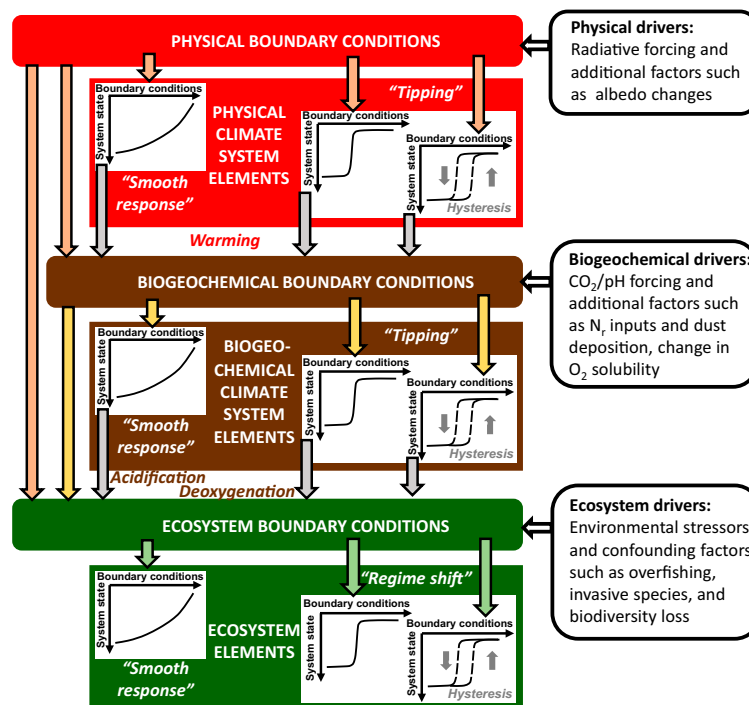 PHYSICAL BOUNDARY CONDITIONS
Physical drivers:
Radiative forcing and
additional factors such
as albedo changes
Boundary conditions
System state
"Smooth
response"
PHYSICAL
CLIMATE
SYSTEM
ELEMENTS
"Tipping"
Boundary conditions
System state
Boundary conditions
System state
Hysteresis
Warming
BIOGEOCHEMICAL BOUNDARY CONDITIONS
Biogeochemical drivers:
CO₂/pH forcing and
additional factors such
as Nᵣ inputs and dust
deposition, change in
O₂ solubility
Boundary conditions
System state
"Smooth
response"
BIOGEO-
CHEMICAL
CLIMATE
SYSTEM
ELEMENTS
"Tipping"
Boundary conditions
System state
Boundary conditions
System state
Hysteresis
Acidification
Deoxygenation
ECOSYSTEM BOUNDARY CONDITIONS
Ecosystem drivers:
Environmental stressors
and confounding factors
such as overfishing,
invasive species, and
biodiversity loss
Boundary conditions
System state
"Smooth
response"
ECOSYSTEM
ELEMENTS
"Regime shift"
Boundary conditions
System state
Boundary conditions
System state
Hysteresis